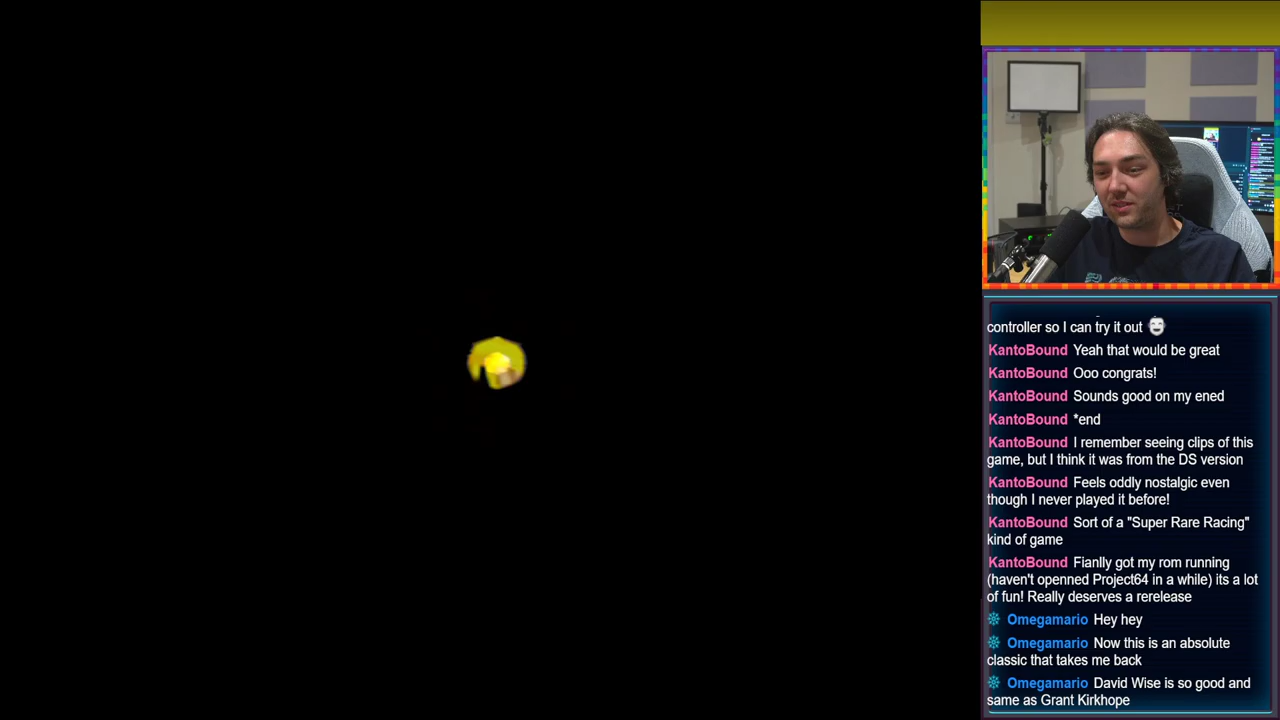 controller so I can try it out
KantoBound Yeah that would be great
KantoBound Ooo congrats!
KantoBound Sounds good on my ened
KantoBound *end
KantoBound I remember seeing clips of this
game, but I think it was from the DS version
KantoBound Feels oddly nostalgic even
though I never played it before!
KantoBound Sort of a "Super Rare Racing"
kind of game
KantoBound Fianlly got my rom running
(haven't openned Project64 in a while) its a lot
of fun! Really deserves a rerelease
Omegamario Hey hey
Omegamario Now this is an absolute
classic that takes me back
Omegamario David Wise is so good and
same as Grant Kirkhope